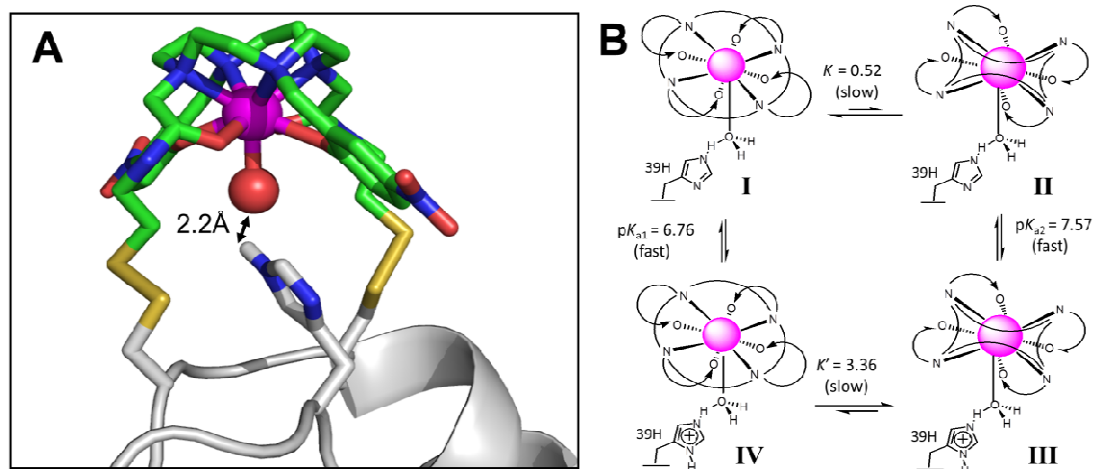 A
2.2Å
B
N
O
O
N
N
O
O
N
O
H
H
H
N
N
39H
I
K = 0.52
(slow)
N
O
N
O
O
N
O
N
O
H
H
H
N
N
39H
II
pKa1 = 6.76
(fast)
pKa2 = 7.57
(fast)
N
O
O
N
N
O
O
N
O
H
H
H
N
N
H
+
39H
IV
K' = 3.36
(slow)
N
O
N
O
O
N
O
N
O
H
H
H
N
N
H
+
39H
III